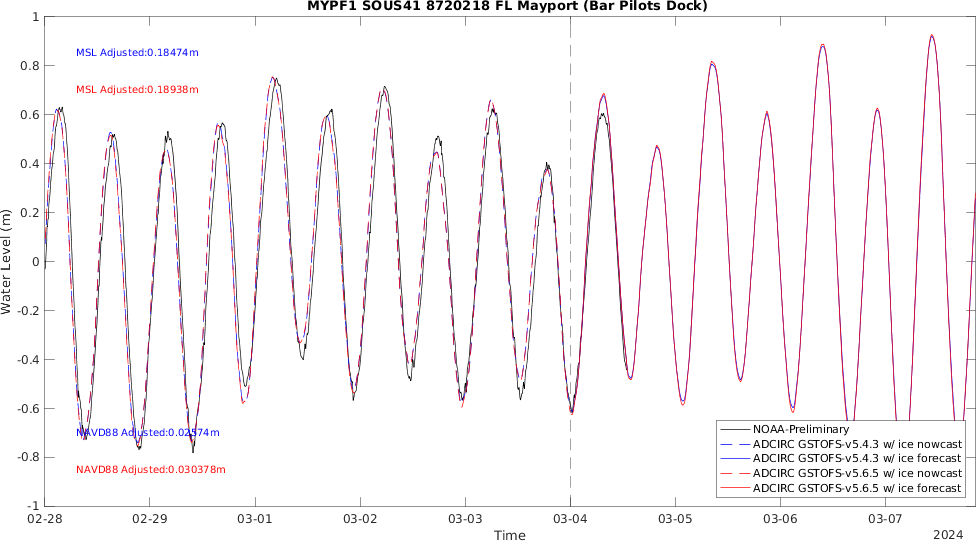 MYPF1 SOUS41 8720218 FL Mayport (Bar Pilots Dock)
1
0.8
0.6
0.4
0.2
0
-0.2
-0.4
-0.6
-0.8
-1
Water Level (m)
MSL Adjusted:0.18474m
MSL Adjusted:0.18938m
NAVD88 Adjusted:0.02574m
NAVD88 Adjusted:0.030378m
NOAA-Preliminary
ADCIRC GSTOFS-v5.4.3 w/ ice nowcast
ADCIRC GSTOFS-v5.4.3 w/ ice forecast
ADCIRC GSTOFS-v5.6.5 w/ ice nowcast
ADCIRC GSTOFS-v5.6.5 w/ ice forecast
02-28 02-29 03-01 03-02 03-03 03-04 03-05 03-06 03-07
Time
2024